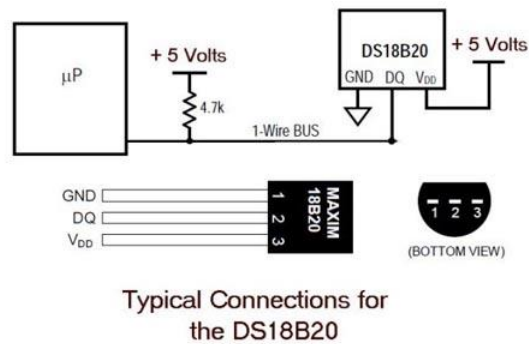 + 5 Volts
μP
4.7k
1-Wire BUS
DS18B20
GND DQ VDD
+ 5 Volts
GND
DQ
VDD
1
2
3
MAXIM
18B20
1 2 3
(BOTTOM VIEW)
Typical Connections for
the DS18B20